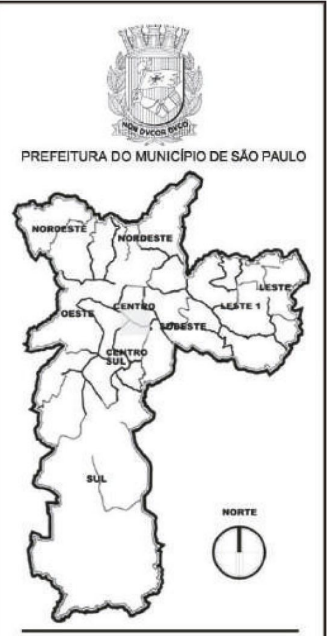 NON DVCOR DVCO
PREFEITURA DO MUNICÍPIO DE SÃO PAULO
NOROESTE
NORDESTE
LESTE
CENTRO
LESTE 1
OESTE
SUDESTE
CENTRO
SUL
SUL
NORTE